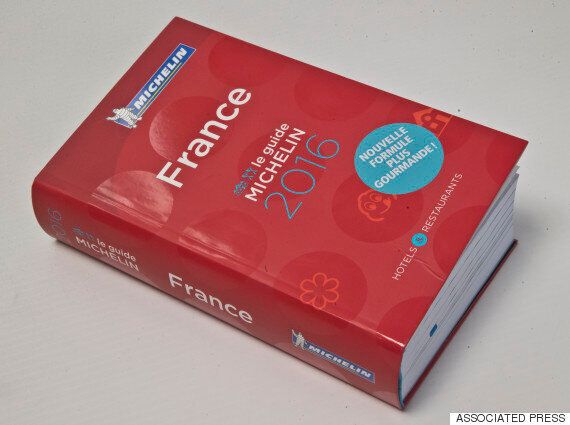 MICHELIN
France
le guide
MICHELIN
2016
NOUVELLE
FORMULE
PLUS
GOURMANDE !
HOTELS & RESTAURANTS
2016
le guide
MICHELIN
France
MICHELIN
ASSOCIATED PRESS